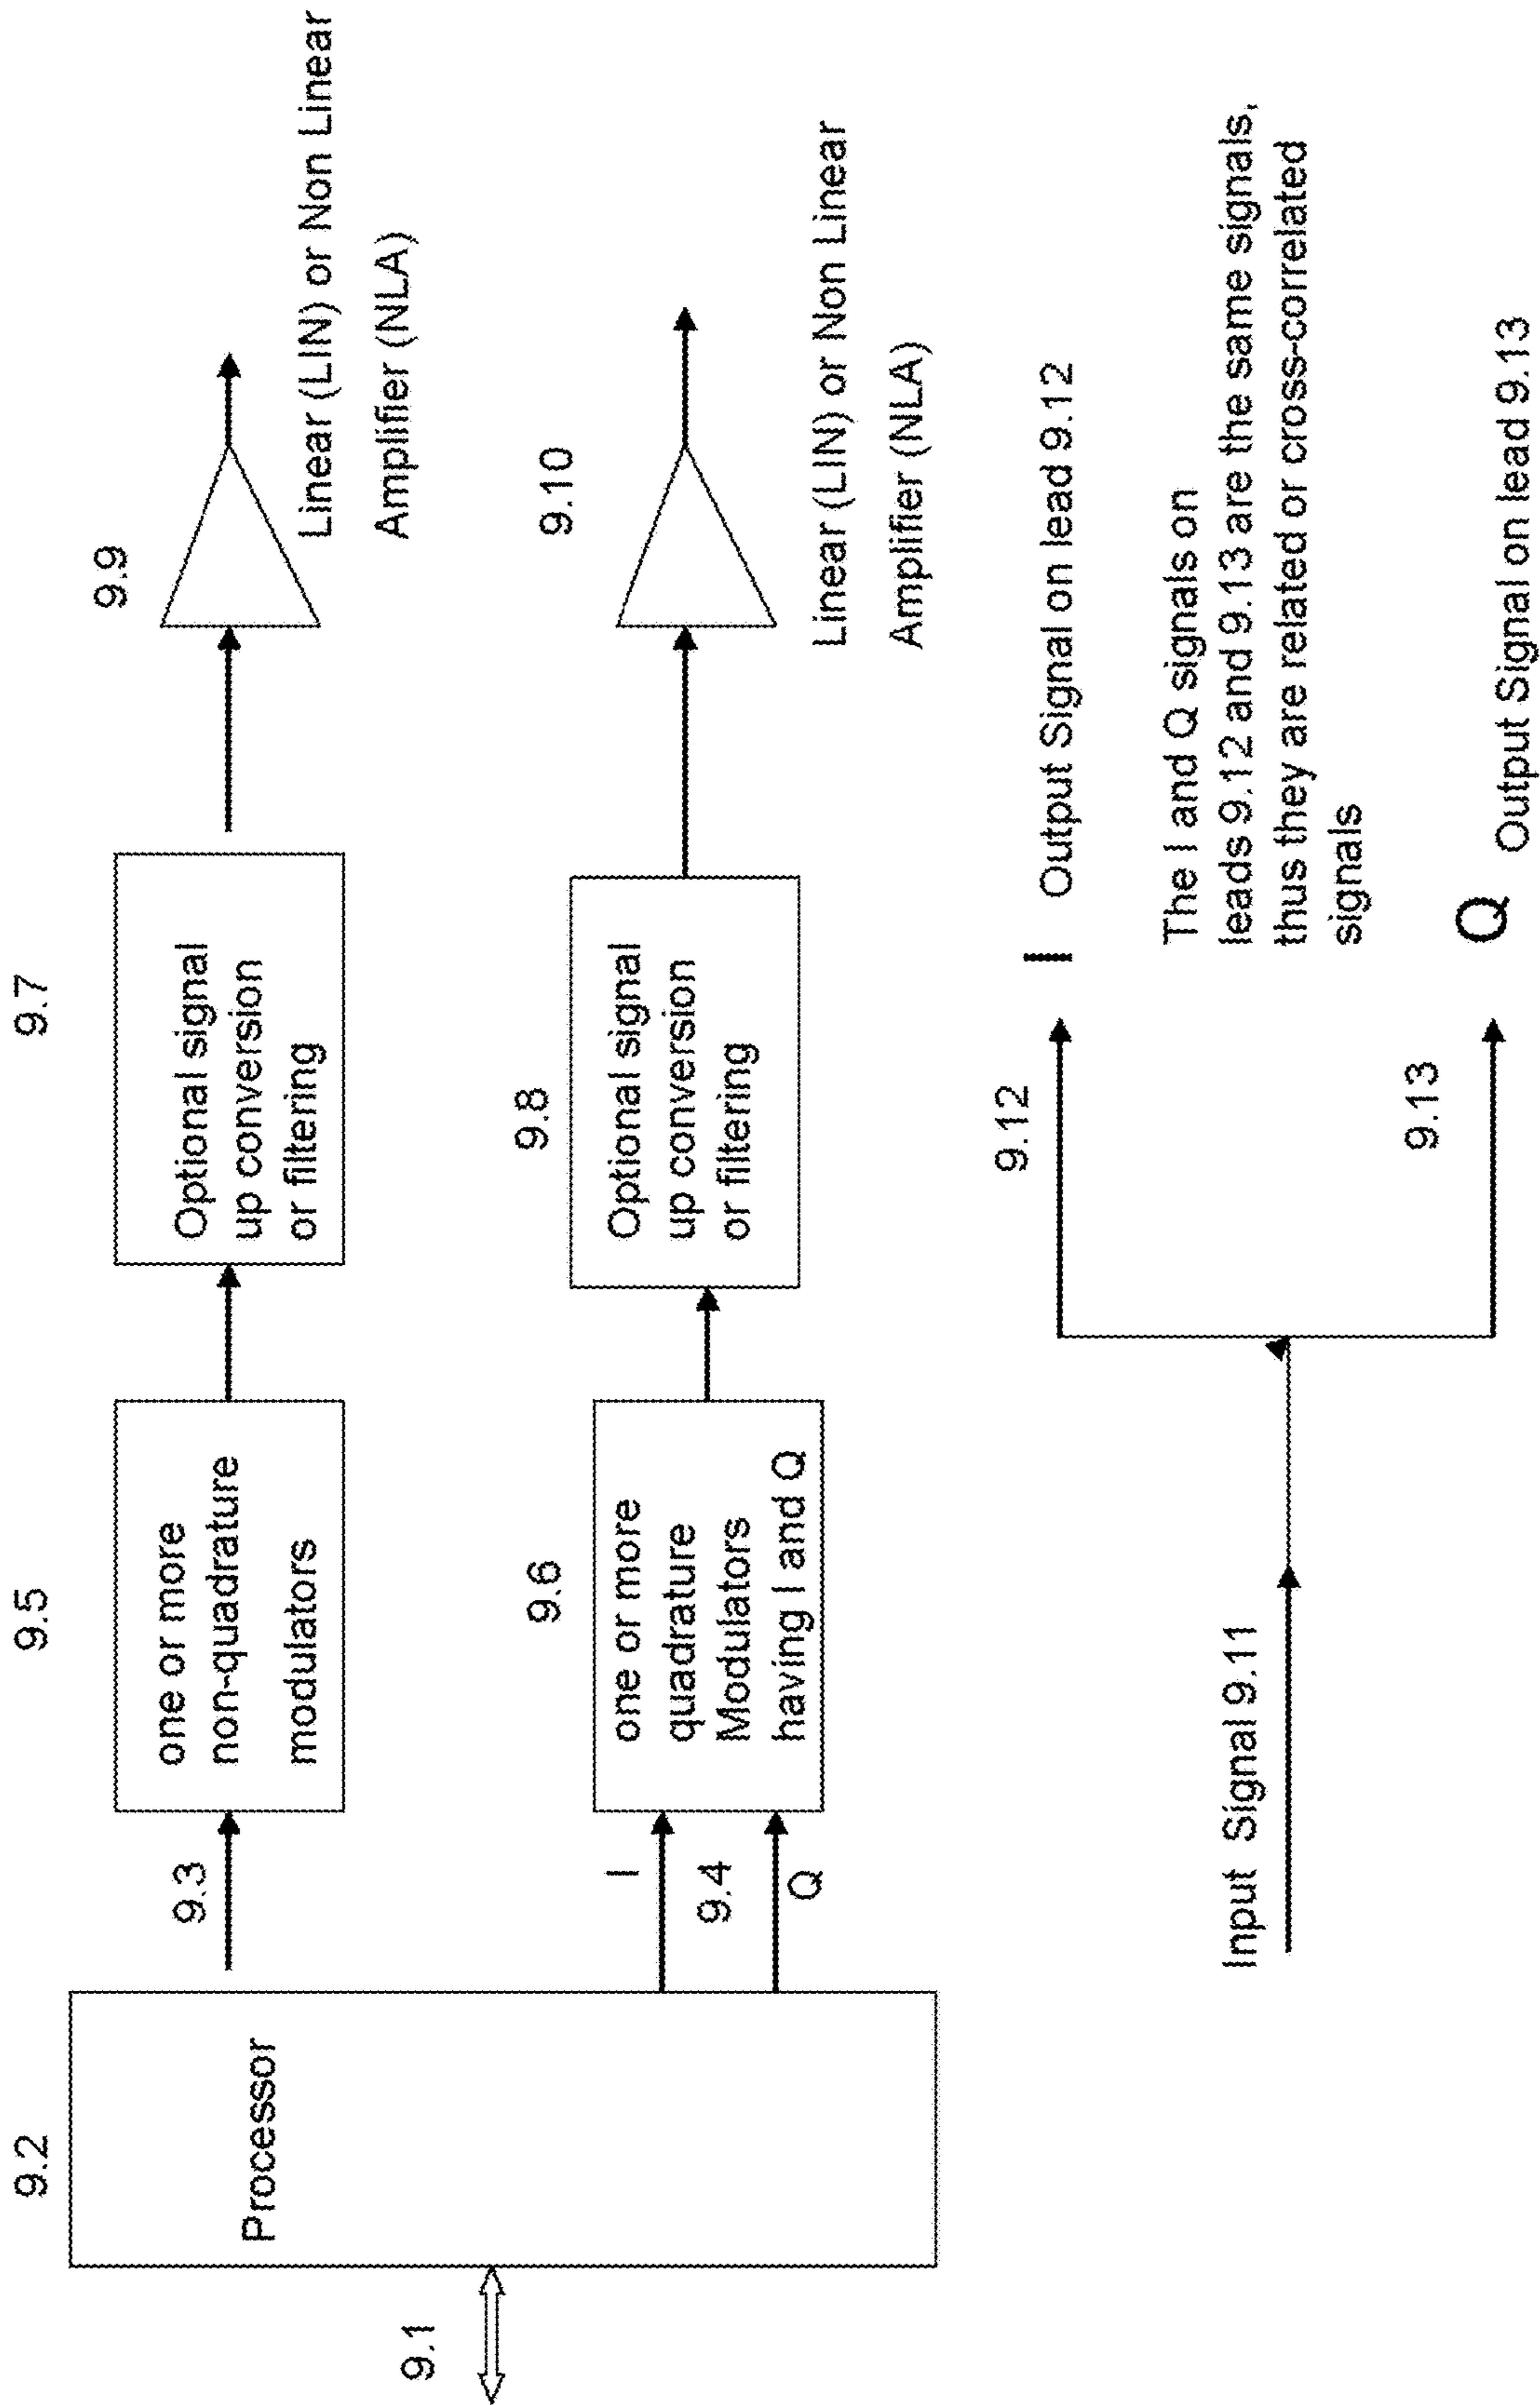 9.1
9.2
Processor
9.3
9.5
one or more
non-quadrature
modulators
9.7
Optional signal
up conversion
or filtering
9.9
Linear (LIN) or Non Linear
Amplifier (NLA)
I
9.4
Q
9.6
one or more
quadrature
Modulators
having I and Q
9.8
Optional signal
up conversion
or filtering
9.10
Linear (LIN) or Non Linear
Amplifier (NLA)
Input Signal 9.11
9.12
I Output Signal on lead 9.12
The I and Q signals on
leads 9.12 and 9.13 are the same signals,
thus they are related or cross-correlated
signals
9.13
Q Output Signal on lead 9.13